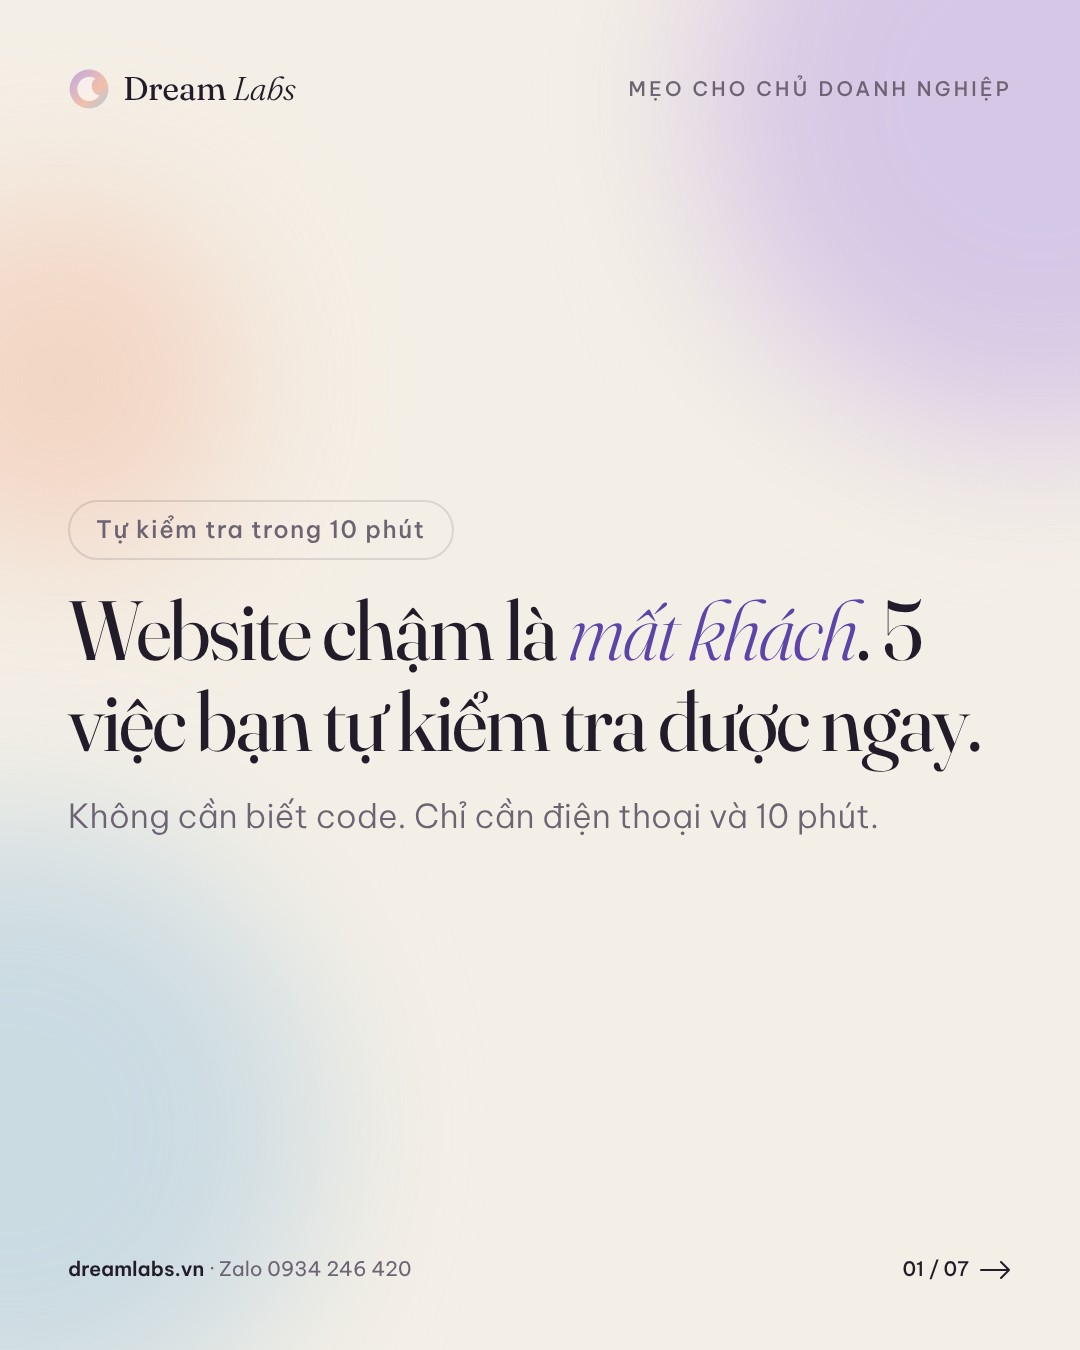 Dream Labs
MẸO CHO CHỦ DOANH NGHIỆP
Tự kiểm tra trong 10 phút
Website chậm là mất khách. 5
việc bạn tự kiểm tra được ngay.
Không cần biết code. Chỉ cần điện thoại và 10 phút.
dreamlabs.vn · Zalo 0934 246 420
01 / 07 →